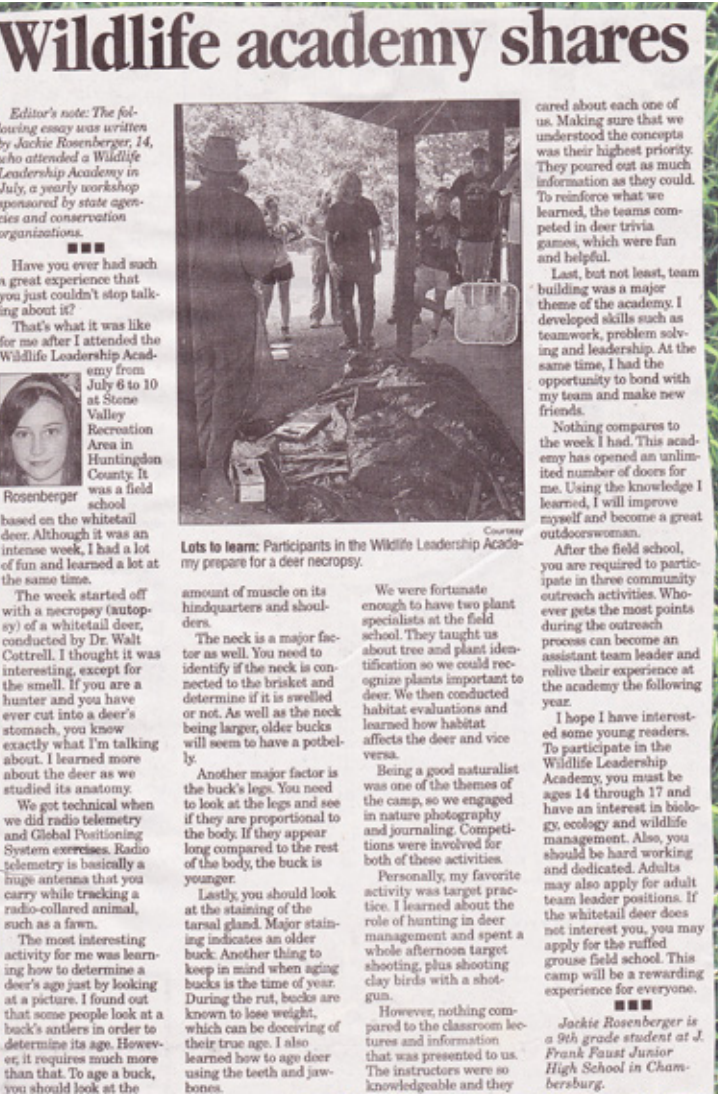 Wildlife academy shares
Editor's note: The fol-
lowing essay was written
by Jackie Rosenberger, 14,
who attended a Wildlife
Leadership Academy in
July, a yearly workshop
sponsored by state agen-
cies and conservation
organizations.
Have you ever had such
a great experience that
you just couldn't stop talk-
ing about it?
That's what it was like
for me after I attended the
Wildlife Leadership Acad-
emy from
July 6 to 10
at Stone
Valley
Recreation
Area in
Huntingdon
County. It
was a field
school
Rosenberger
based on the whitetail
deer. Although it was an
intense week, I had a lot
of fun and learned a lot at
the same time.
The week started off
with a necropsy (autop-
sy) of a whitetail deer,
conducted by Dr. Walt
Cottrell. I thought it was
interesting, except for
the smell. If you are a
hunter and you have
ever cut into a deer's
stomach, you know
exactly what I'm talking
about. I learned more
about the deer as we
studied its anatomy.
We got technical when
we did radio telemetry
and Global Positioning
System exercises. Radio
telemetry is basically a
huge antenna that you
carry while tracking a
radio-collared animal,
such as a fawn.
The most interesting
activity for me was learn-
ing how to determine a
deer's age just by looking
at a picture. I found out
that some people look at a
buck's antlers in order to
determine its age. Howev-
er, it requires much more
than that. To age a buck,
you should look at the
Courtesy
Lots to learn: Participants in the Wildlife Leadership Acade-
my prepare for a deer necropsy.
amount of muscle on its
hindquarters and shoul-
ders.
The neck is a major fac-
tor as well. You need to
identify if the neck is con-
nected to the brisket and
determine if it is swelled
or not. As well as the neck
being larger, older bucks
will seem to have a potbel-
ly.
Another major factor is
the buck's legs. You need
to look at the legs and see
if they are proportional to
the body. If they appear
long compared to the rest
of the body, the buck is
younger.
Lastly, you should look
at the staining of the
tarsal gland. Major stain-
ing indicates an older
buck. Another thing to
keep in mind when aging
bucks is the time of year.
During the rut, bucks are
known to lose weight,
which can be deceiving of
their true age. I also
learned how to age deer
using the teeth and jaw-
bones.
We were fortunate
enough to have two plant
specialists at the field
school. They taught us
about tree and plant iden-
tification so we could rec-
ognize plants important to
deer. We then conducted
habitat evaluations and
learned how habitat
affects the deer and vice
versa.
Being a good naturalist
was one of the themes of
the camp, so we engaged
in nature photography
and journaling. Competi-
tions were involved for
both of these activities.
Personally, my favorite
activity was target prac-
tice. I learned about the
role of hunting in deer
management and spent a
whole afternoon target
shooting, plus shooting
clay birds with a shot-
gun.
However, nothing com-
pared to the classroom lec-
tures and information
that was presented to us.
The instructors were so
knowledgeable and they
cared about each one of
us. Making sure that we
understood the concepts
was their highest priority.
They poured out as much
information as they could.
To reinforce what we
learned, the teams com-
peted in deer trivia
games, which were fun
and helpful.
Last, but not least, team
building was a major
theme of the academy. I
developed skills such as
teamwork, problem solv-
ing and leadership. At the
same time, I had the
opportunity to bond with
my team and make new
friends.
Nothing compares to
the week I had. This acad-
emy has opened an unlim-
ited number of doors for
me. Using the knowledge I
learned, I will improve
myself and become a great
outdoorswoman.
After the field school,
you are required to partic-
ipate in three community
outreach activities. Who-
ever gets the most points
during the outreach
process can become an
assistant team leader and
relive their experience at
the academy the following
year.
I hope I have interest-
ed some young readers.
To participate in the
Wildlife Leadership
Academy, you must be
ages 14 through 17 and
have an interest in biolo-
gy, ecology and wildlife
management. Also, you
should be hard working
and dedicated. Adults
may also apply for adult
team leader positions. If
the whitetail deer does
not interest you, you may
apply for the ruffed
grouse field school. This
camp will be a rewarding
experience for everyone.
Jackie Rosenberger is
a 9th grade student at J.
Frank Faust Junior
High School in Cham-
bersburg.